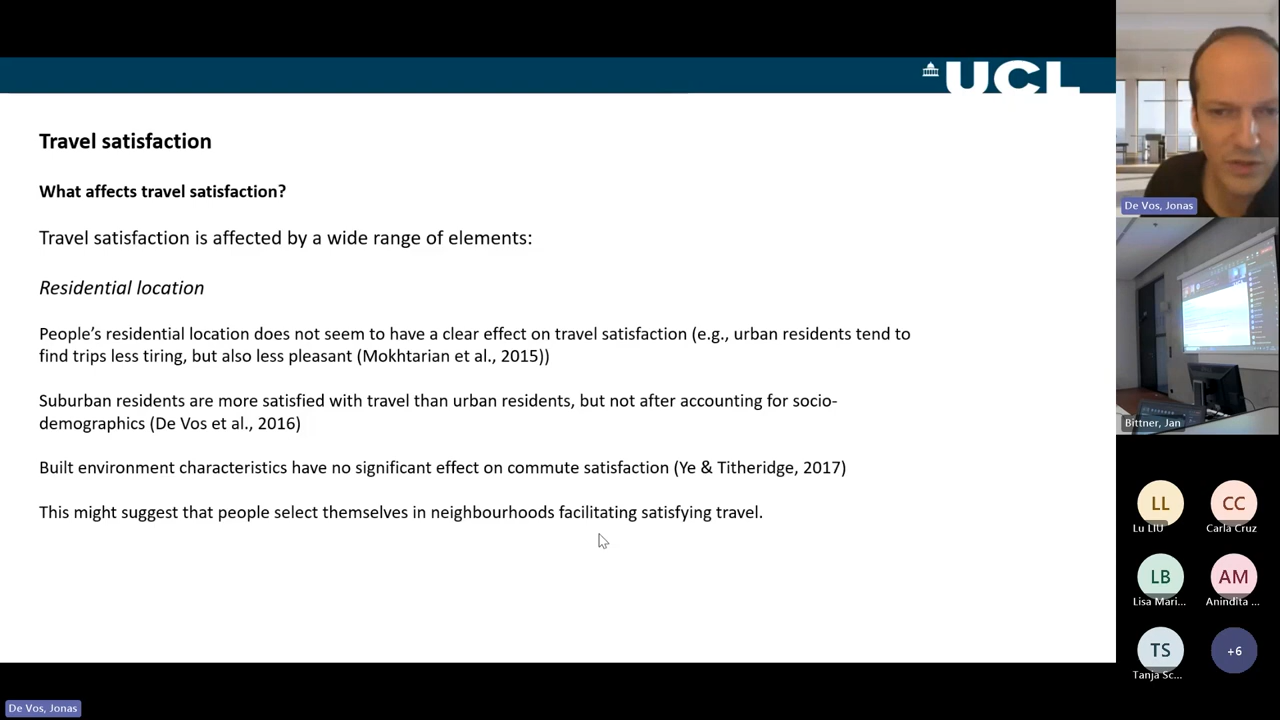 UCL
Travel satisfaction
What affects travel satisfaction?
Travel satisfaction is affected by a wide range of elements:
Residential location
People's residential location does not seem to have a clear effect on travel satisfaction (e.g., urban residents tend to
find trips less tiring, but also less pleasant (Mokhtarian et al., 2015))
Suburban residents are more satisfied with travel than urban residents, but not after accounting for socio-
demographics (De Vos et al., 2016)
Built environment characteristics have no significant effect on commute satisfaction (Ye & Titheridge, 2017)
This might suggest that people select themselves in neighbourhoods facilitating satisfying travel.
De Vos, Jonas
Bittner, Jan
LL
Lu LIU
CC
Carla Cruz
LB
Lisa Mari...
AM
Anindita ...
TS
Tanja Sc...
+6
De Vos, Jonas